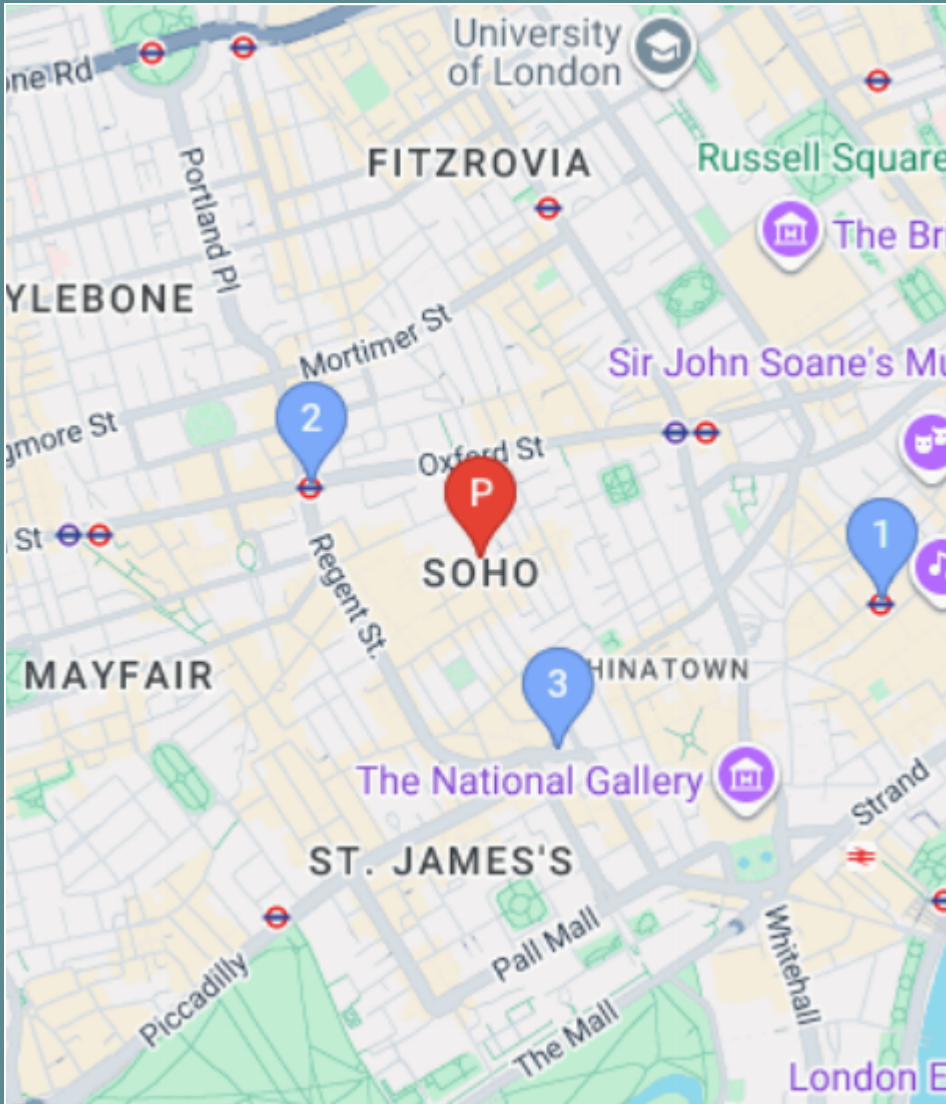 University
of London
one Rd
FITZROVIA
Russell Square
Portland Pl
The Bri
YLEBONE
Mortimer St
Sir John Soane's Mu
gmore St
2
Oxford St
P
St
1
SOHO
Regent St.
MAYFAIR
HINATOWN
3
The National Gallery
Strand
ST. JAMES'S
Pall Mall
Whitehall
Piccadilly
The Mall
London E